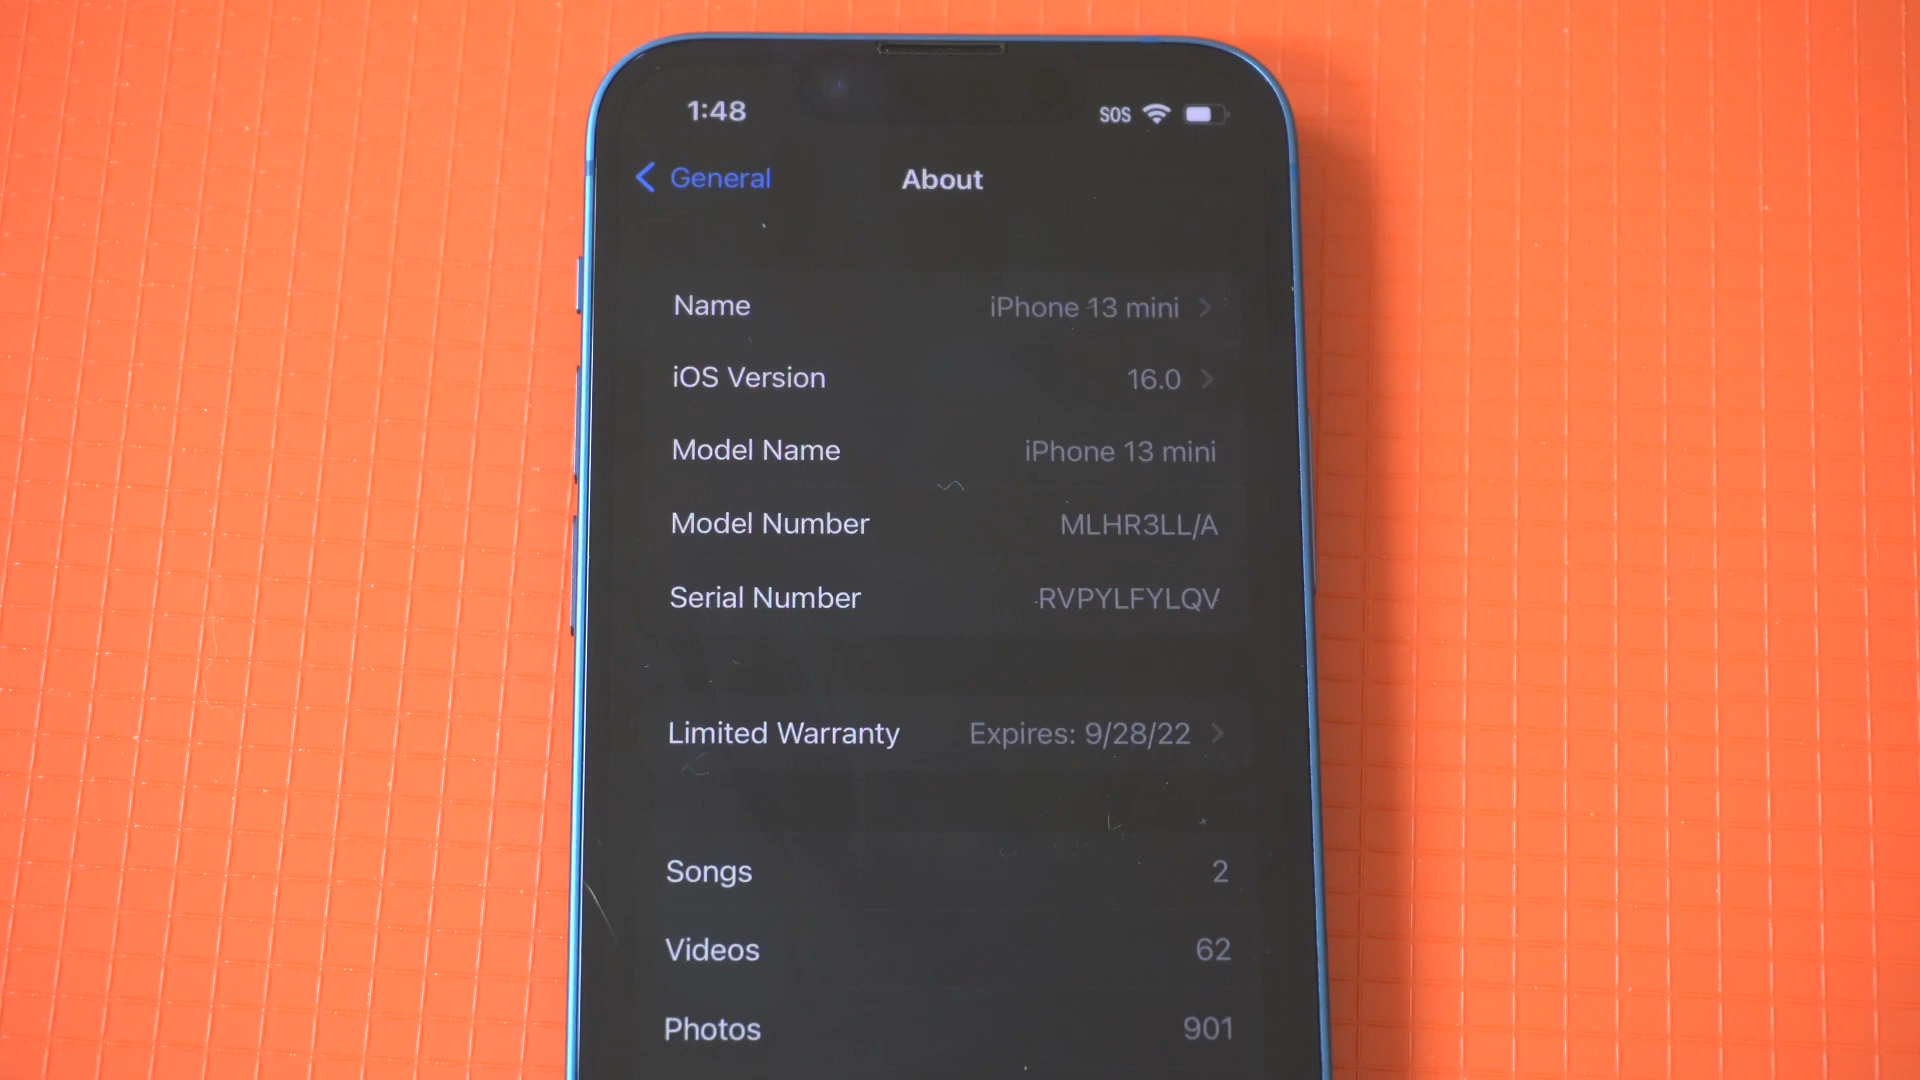 1:48 SOS
General About
Name iPhone 13 mini
iOS Version 16.0
Model Name iPhone 13 mini
Model Number MLHR3LL/A
Serial Number RVPYLFYLQV
Limited Warranty Expires: 9/28/22
Songs 2
Videos 62
Photos 901